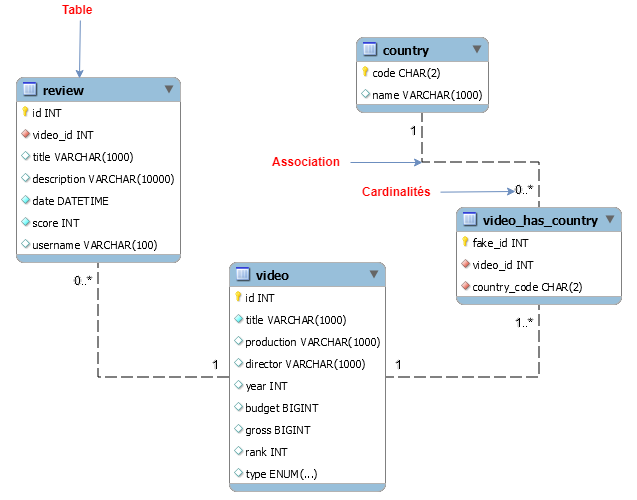 Table
country
code CHAR(2)
name VARCHAR(1000)
review
id INT
video_id INT
title VARCHAR(1000)
description VARCHAR(10000)
date DATETIME
score INT
username VARCHAR(100)
1
Association
Cardinalités
0..*
video_has_country
fake_id INT
video_id INT
country_code CHAR(2)
0..*
1..*
video
id INT
title VARCHAR(1000)
production VARCHAR(1000)
director VARCHAR(1000)
year INT
budget BIGINT
gross BIGINT
rank INT
type ENUM(...)
1
1